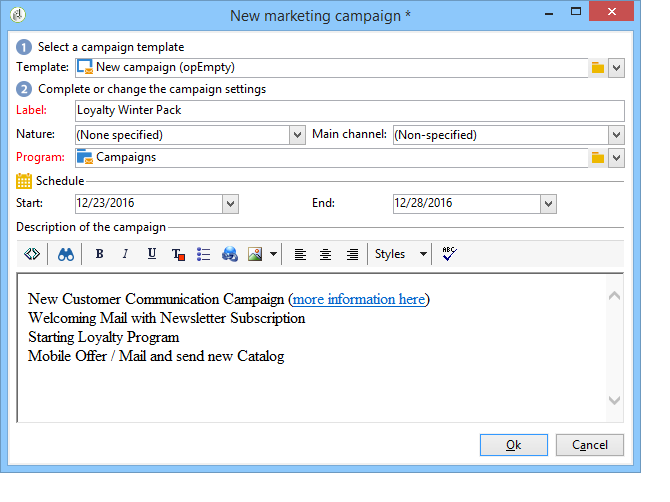 New marketing campaign *
1 Select a campaign template
Template: New campaign (opEmpty)
2 Complete or change the campaign settings
Label: Loyalty Winter Pack
Nature: (None specified) Main channel: (Non-specified)
Program: Campaigns
Schedule
Start: 12/23/2016 End: 12/28/2016
Description of the campaign
B I U T Styles ABC
New Customer Communication Campaign (more information here)
Welcoming Mail with Newsletter Subscription
Starting Loyalty Program
Mobile Offer / Mail and send new Catalog
Ok Cancel